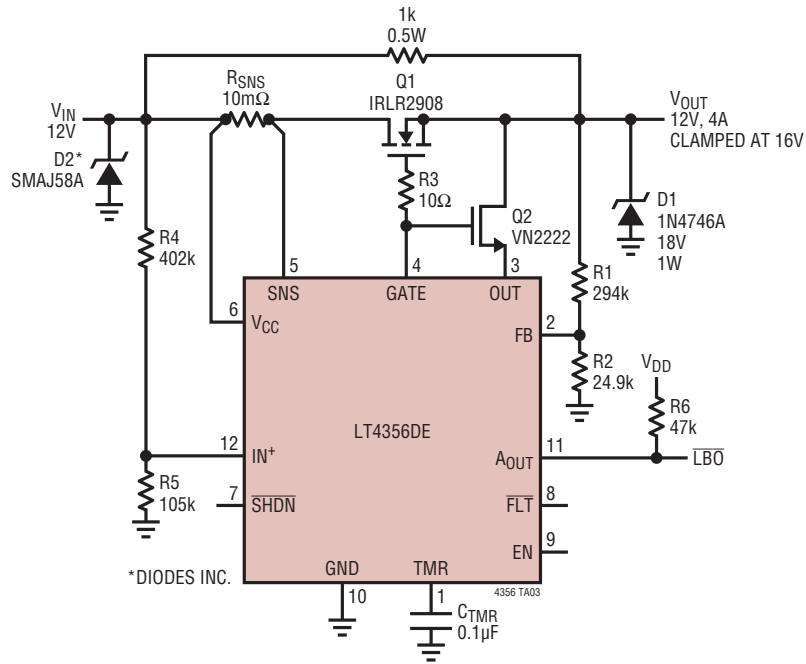 1k
0.5W
RSNS
10mΩ
Q1
IRLR2908
VIN
12V
VOUT
12V, 4A
CLAMPED AT 16V
D2*
SMAJ58A
R3
10Ω
Q2
VN2222
D1
1N4746A
18V
1W
R4
402k
5
4
3
SNS
GATE
OUT
R1
294k
6
VCC
FB
2
R2
24.9k
VDD
R6
47k
LT4356DE
12
IN+
AOUT
11
LBO
R5
105k
7
SHDN
FLT
8
EN
9
*DIODES INC.
GND
TMR
10
1
4356 TA03
CTMR
0.1µF